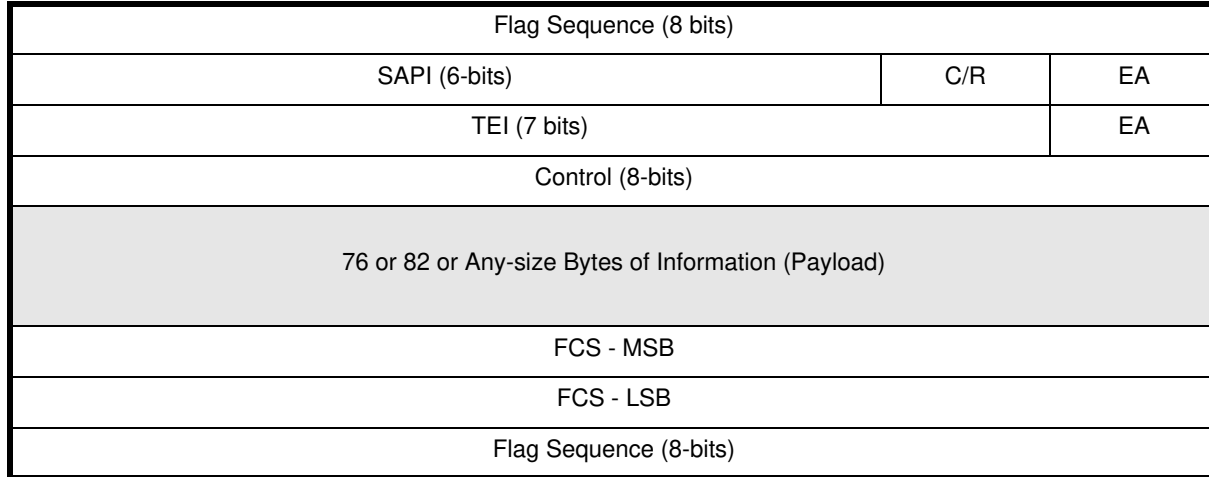 Flag Sequence (8 bits)
SAPI (6-bits) C/R EA
TEI (7 bits) EA
Control (8-bits)
76 or 82 or Any-size Bytes of Information (Payload)
FCS - MSB
FCS - LSB
Flag Sequence (8-bits)